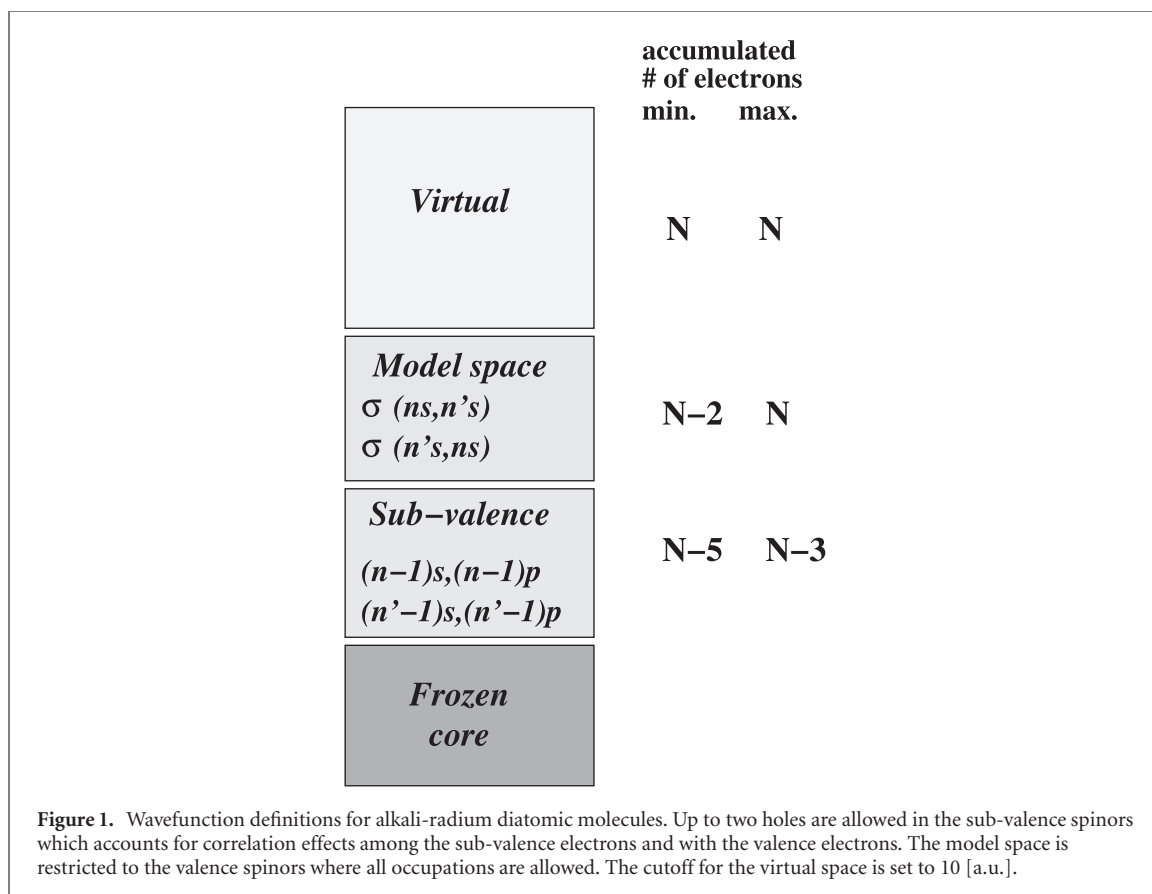 accumulated
# of electrons
min. max.
Virtual
N N
Model space
σ (ns,n's)
σ (n's,ns)
N−2 N
Sub−valence
(n−1)s,(n−1)p
(n'−1)s,(n'−1)p
N−5 N−3
Frozen
core
Figure 1. Wavefunction definitions for alkali-radium diatomic molecules. Up to two holes are allowed in the sub-valence spinors
which accounts for correlation effects among the sub-valence electrons and with the valence electrons. The model space is
restricted to the valence spinors where all occupations are allowed. The cutoff for the virtual space is set to 10 [a.u.].